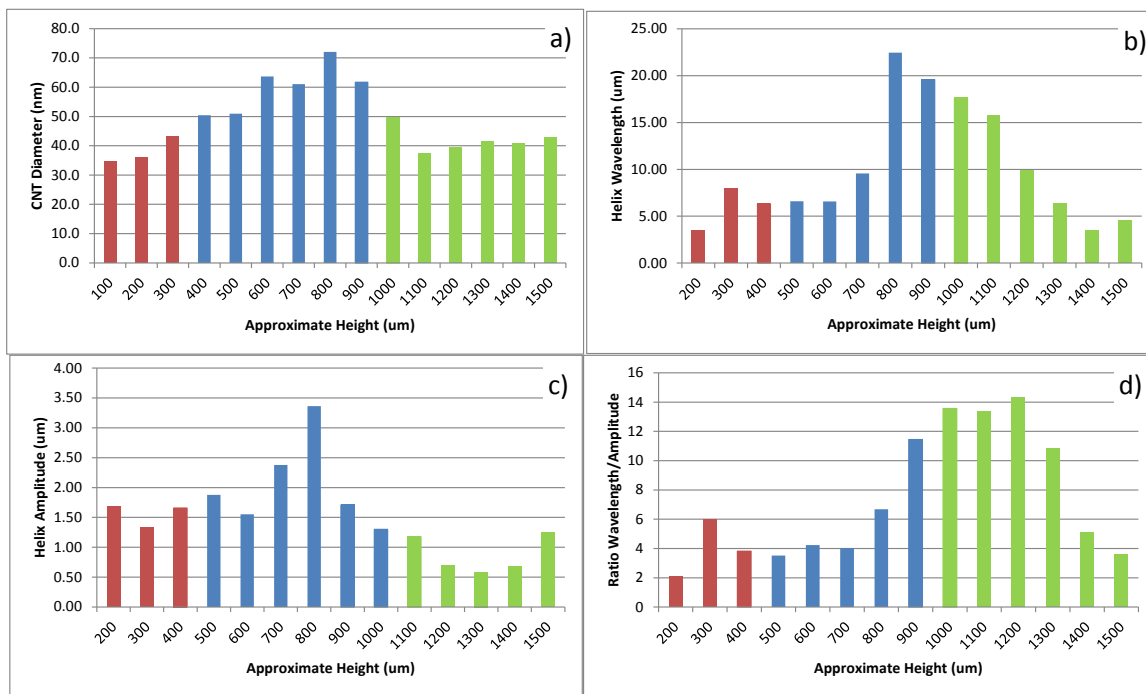 a)
CNT Diameter (nm)
80.0
70.0
60.0
50.0
40.0
30.0
20.0
10.0
0.0
100 200 300 400 500 600 700 800 900 1000 1100 1200 1300 1400 1500
Approximate Height (um)
b)
Helix Wavelength (um)
25.00
20.00
15.00
10.00
5.00
0.00
200 300 400 500 600 700 800 900 1000 1100 1200 1300 1400 1500
Approximate Height (um)
c)
Helix Amplitude (um)
4.00
3.50
3.00
2.50
2.00
1.50
1.00
0.50
0.00
200 300 400 500 600 700 800 900 1000 1100 1200 1300 1400 1500
Approximate Height (um)
d)
Ratio Wavelength/Amplitude
16
14
12
10
8
6
4
2
0
200 300 400 500 600 700 800 900 1000 1100 1200 1300 1400 1500
Approximate Height (um)